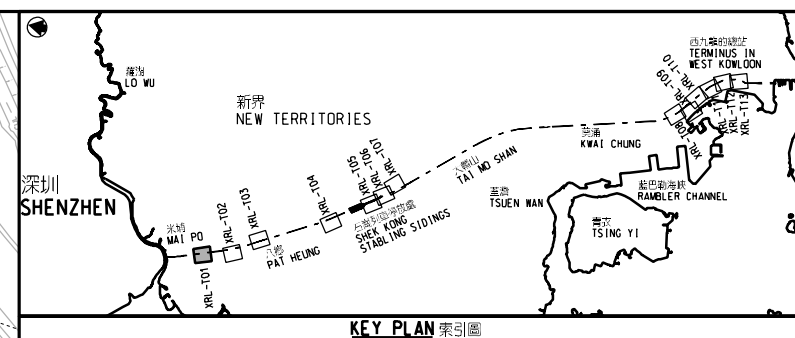 羅湖
LO WU
新界
NEW TERRITORIES
深圳
SHENZHEN
米埔
MAI PO
XRL-T01
XRL-T02
XRL-T03
八鄉
PAT HEUNG
XRL-T04
XRL-T05
XRL-T06
XRL-T07
石崗列車停放處
SHEK KONG
STABLING SIDINGS
大帽山
TAI MO SHAN
荃灣
TSUEN WAN
葵涌
KWAI CHUNG
藍巴勒海峽
RAMBLER CHANNEL
青衣
TSING YI
西九龍的總站
TERMINUS IN
WEST KOWLOON
XRL-T08
XRL-T09
XRL-T10
XRL-T11
XRL-T12
XRL-T13
KEY PLAN 索引圖